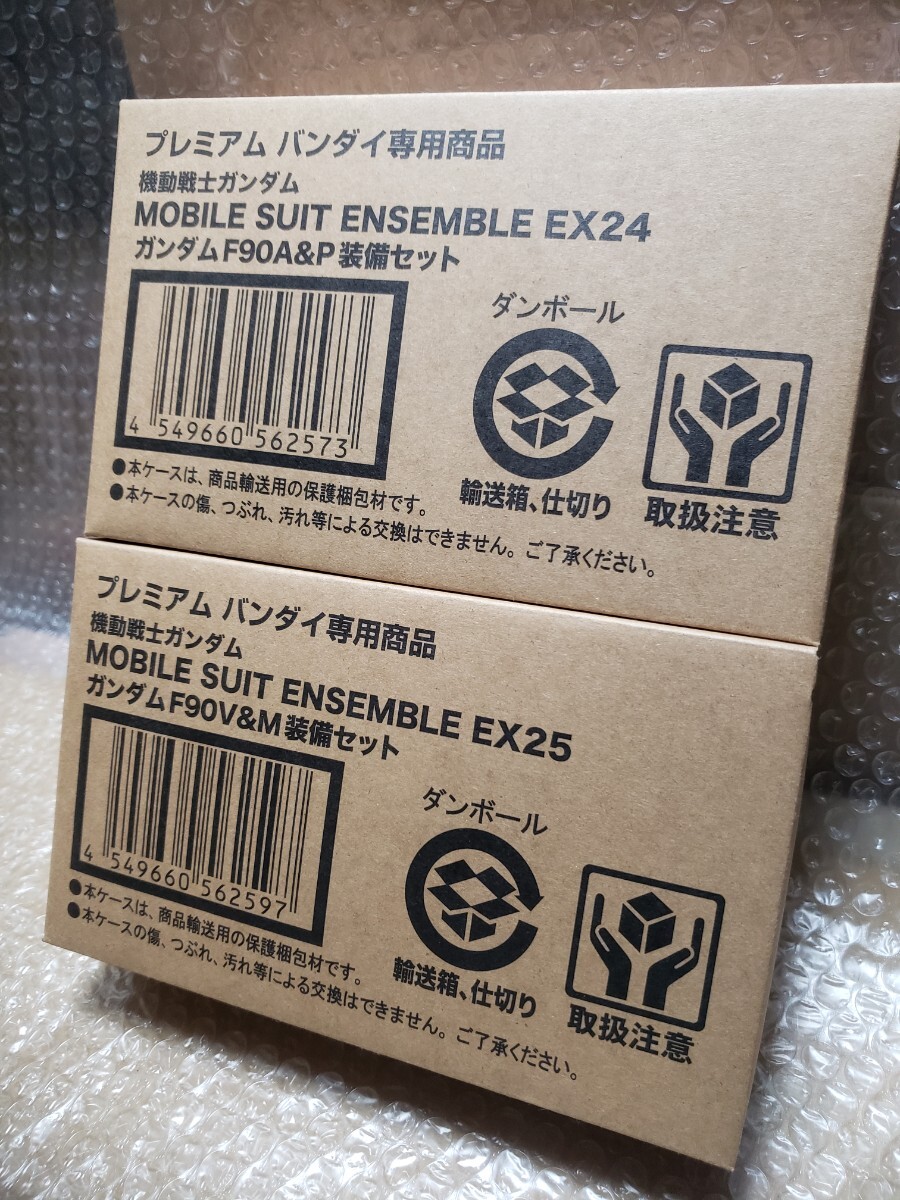 プレミアム バンダイ専用商品
機動戦士ガンダム
MOBILE SUIT ENSEMBLE EX24
ガンダムF90A&P装備セット
4 549660 562573
ダンボール
輸送箱、仕切り
取扱注意
●本ケースは、商品輸送用の保護梱包材です。
●本ケースの傷、つぶれ、汚れ等による交換はできません。ご了承ください。
プレミアム バンダイ専用商品
機動戦士ガンダム
MOBILE SUIT ENSEMBLE EX25
ガンダムF90V&M装備セット
4 549660 562597
ダンボール
輸送箱、仕切り
取扱注意
●本ケースは、商品輸送用の保護梱包材です。
●本ケースの傷、つぶれ、汚れ等による交換はできません。ご了承ください。